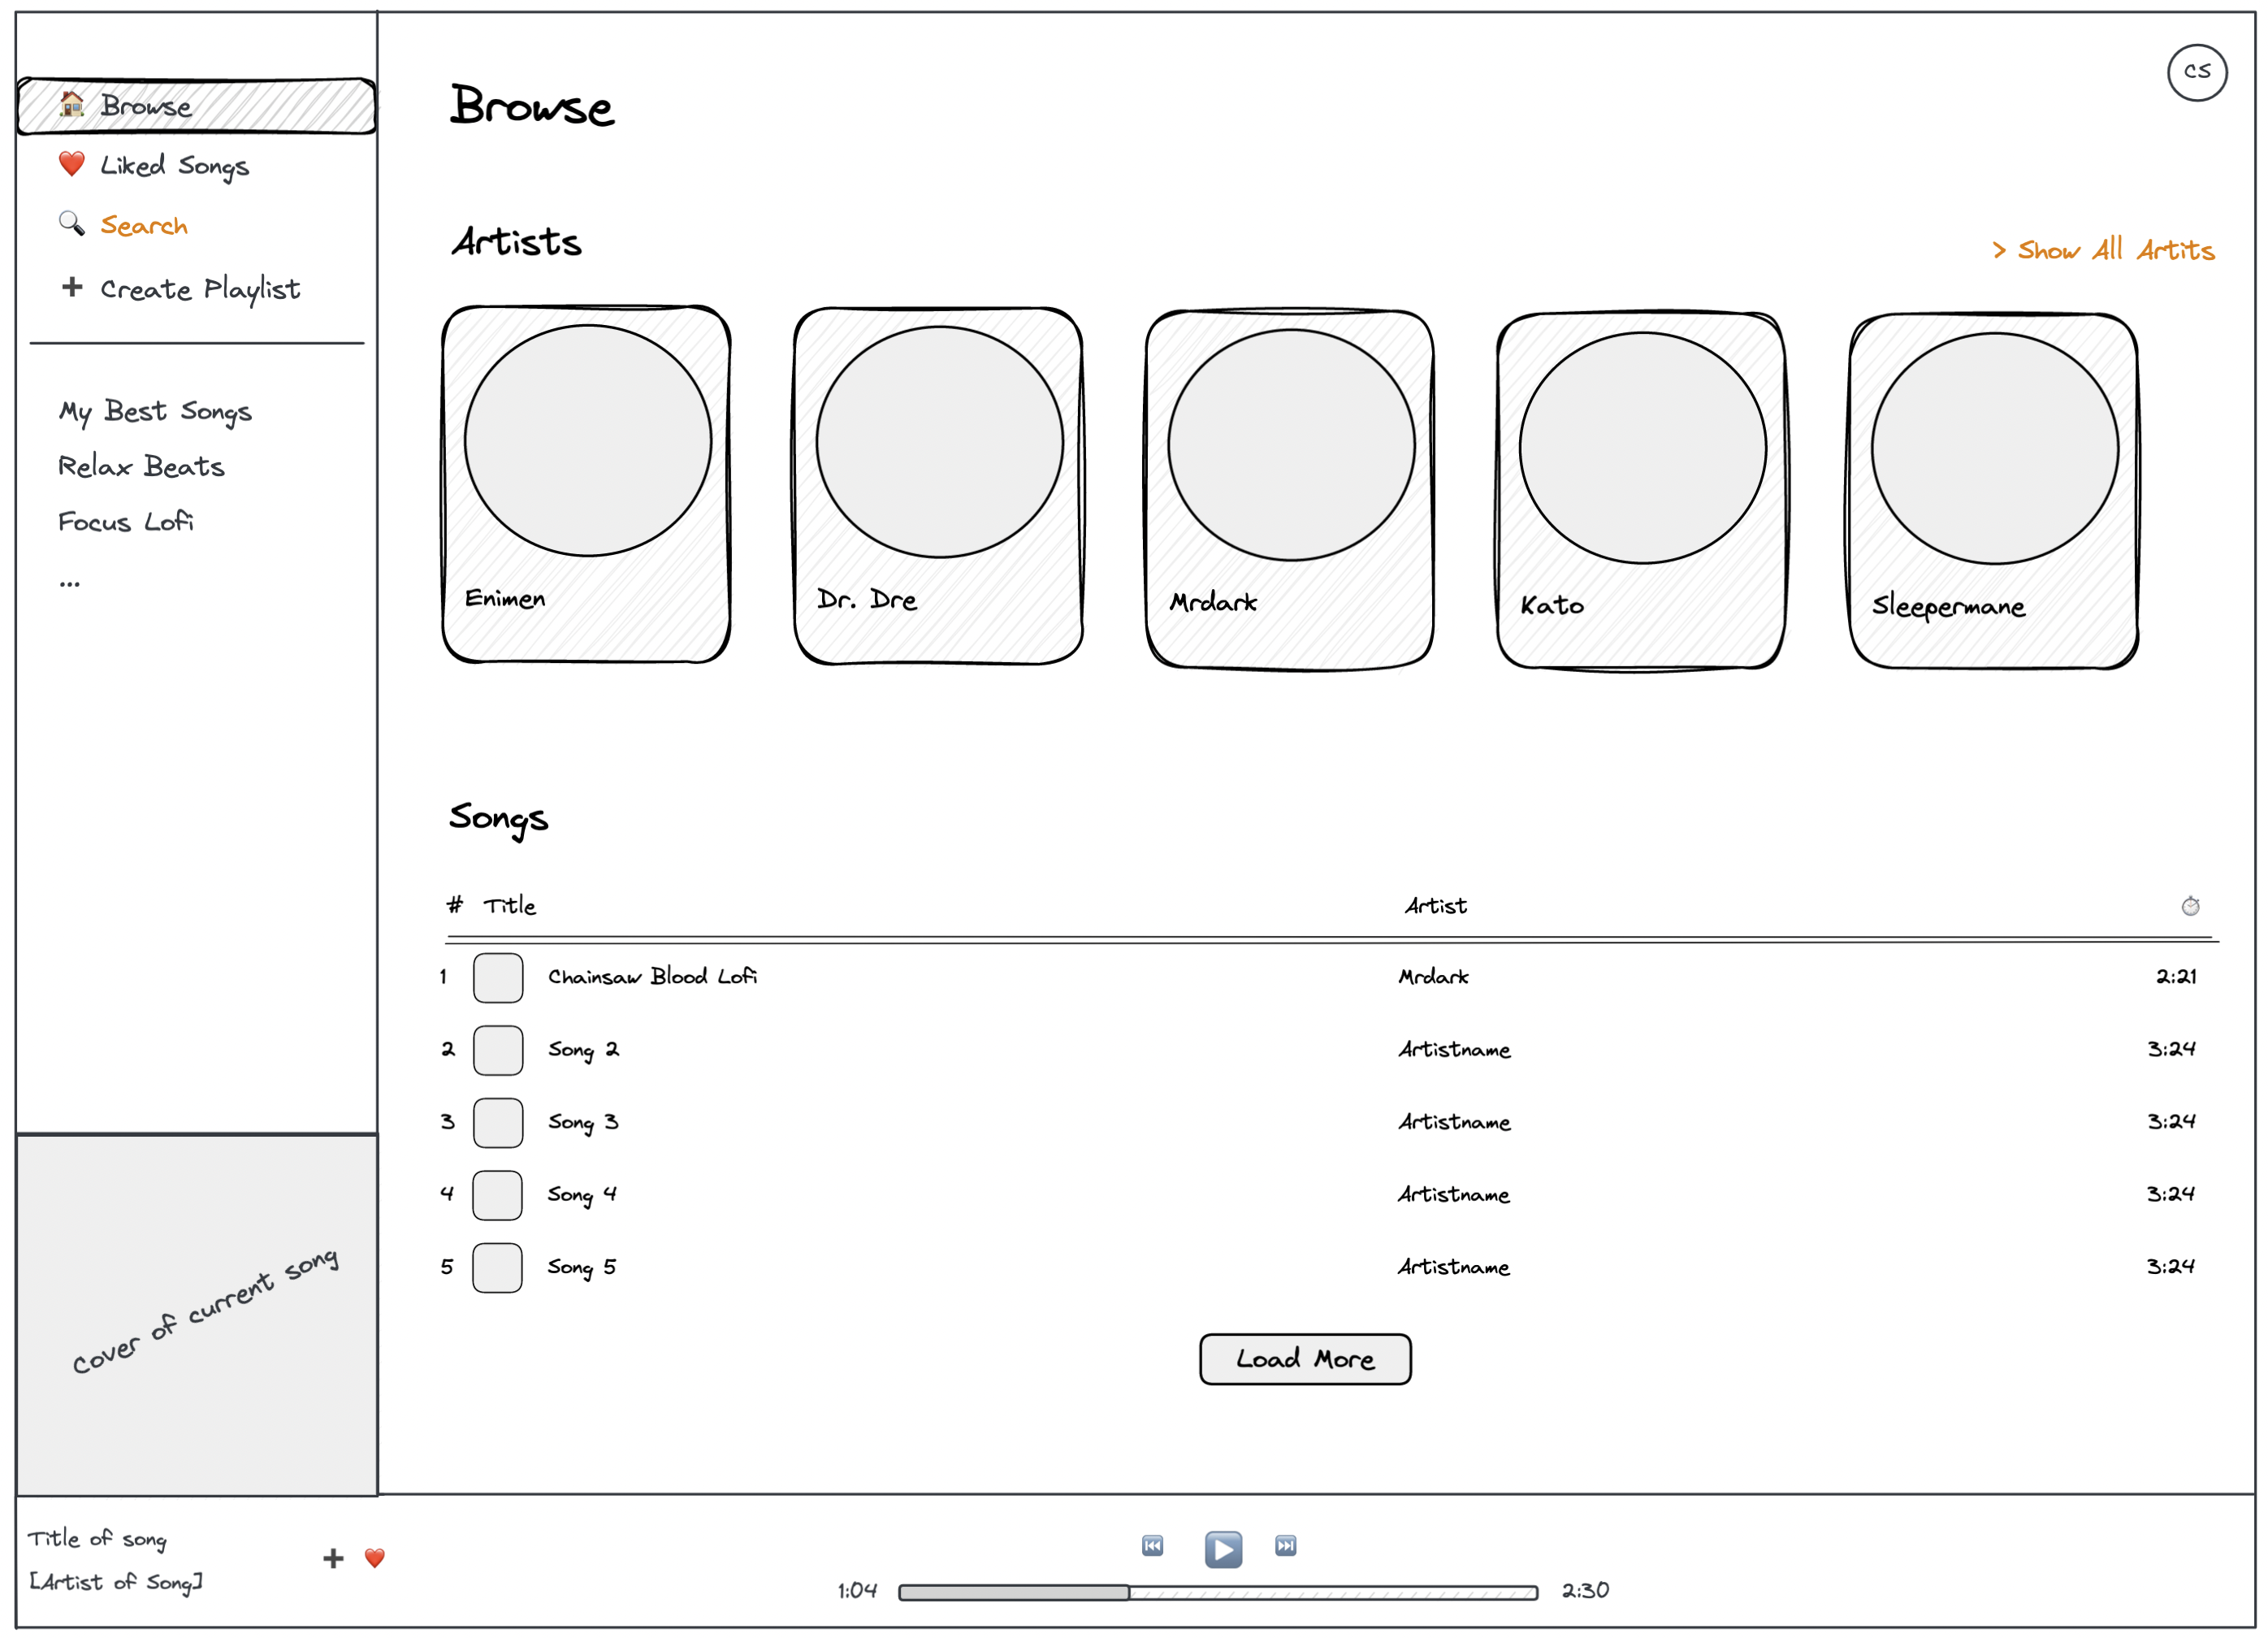 Browse
Liked Songs
Search
Create Playlist
My Best Songs
Relax Beats
Focus Lofi
...
Cover of current song
CS
Browse
Artists
> Show All Artits
Enimen
Dr. Dre
Mrdark
Kato
Sleepermane
Songs
# Title Artist
1 Chainsaw Blood Lofi Mrdark 2:21
2 Song 2 Artistname 3:24
3 Song 3 Artistname 3:24
4 Song 4 Artistname 3:24
5 Song 5 Artistname 3:24
Load More
Title of song
[Artist of Song]
1:04 2:30